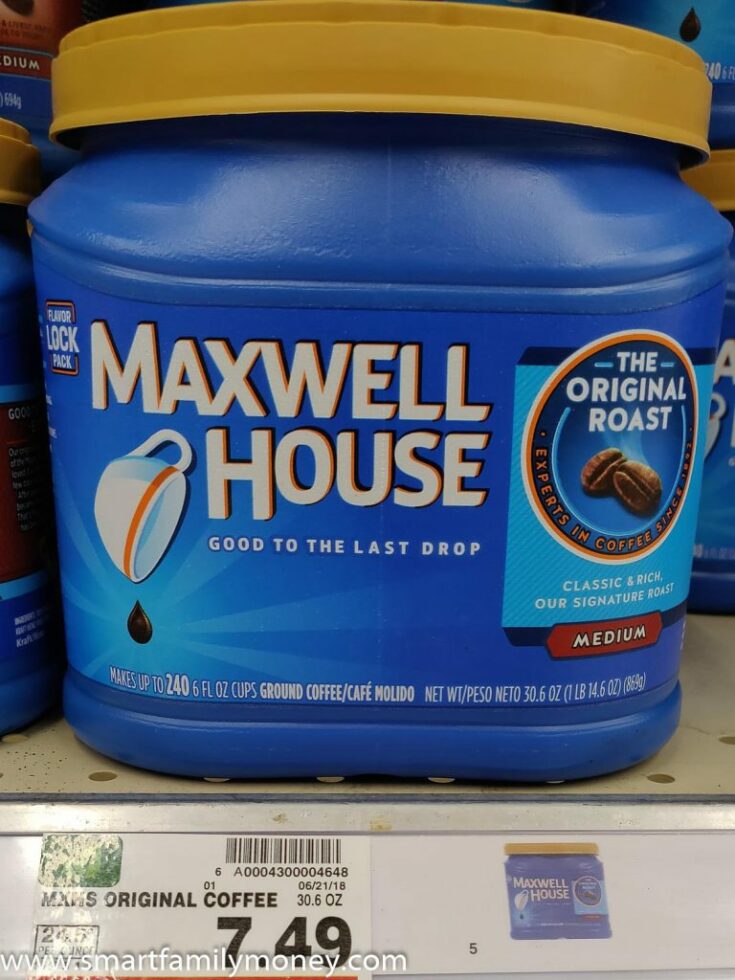 DIUM
FLAVOR
LOCK
PACK
MAXWELL
HOUSE
GOOD TO THE LAST DROP
THE
ORIGINAL
ROAST
EXPERTS IN COFFEE SINCE 1892
CLASSIC & RICH,
OUR SIGNATURE ROAST
MEDIUM
MAKES UP TO 240 6 FL OZ CUPS GROUND COFFEE/CAFÉ MOLIDO NET WT/PESO NETO 30.6 OZ (1 LB 14.6 OZ) (869g)
6 A0004300004648
01 06/21/18
MXHS ORIGINAL COFFEE 30.6 OZ
7.49
5
MAXWELL
HOUSE
www.smartfamilymoney.com